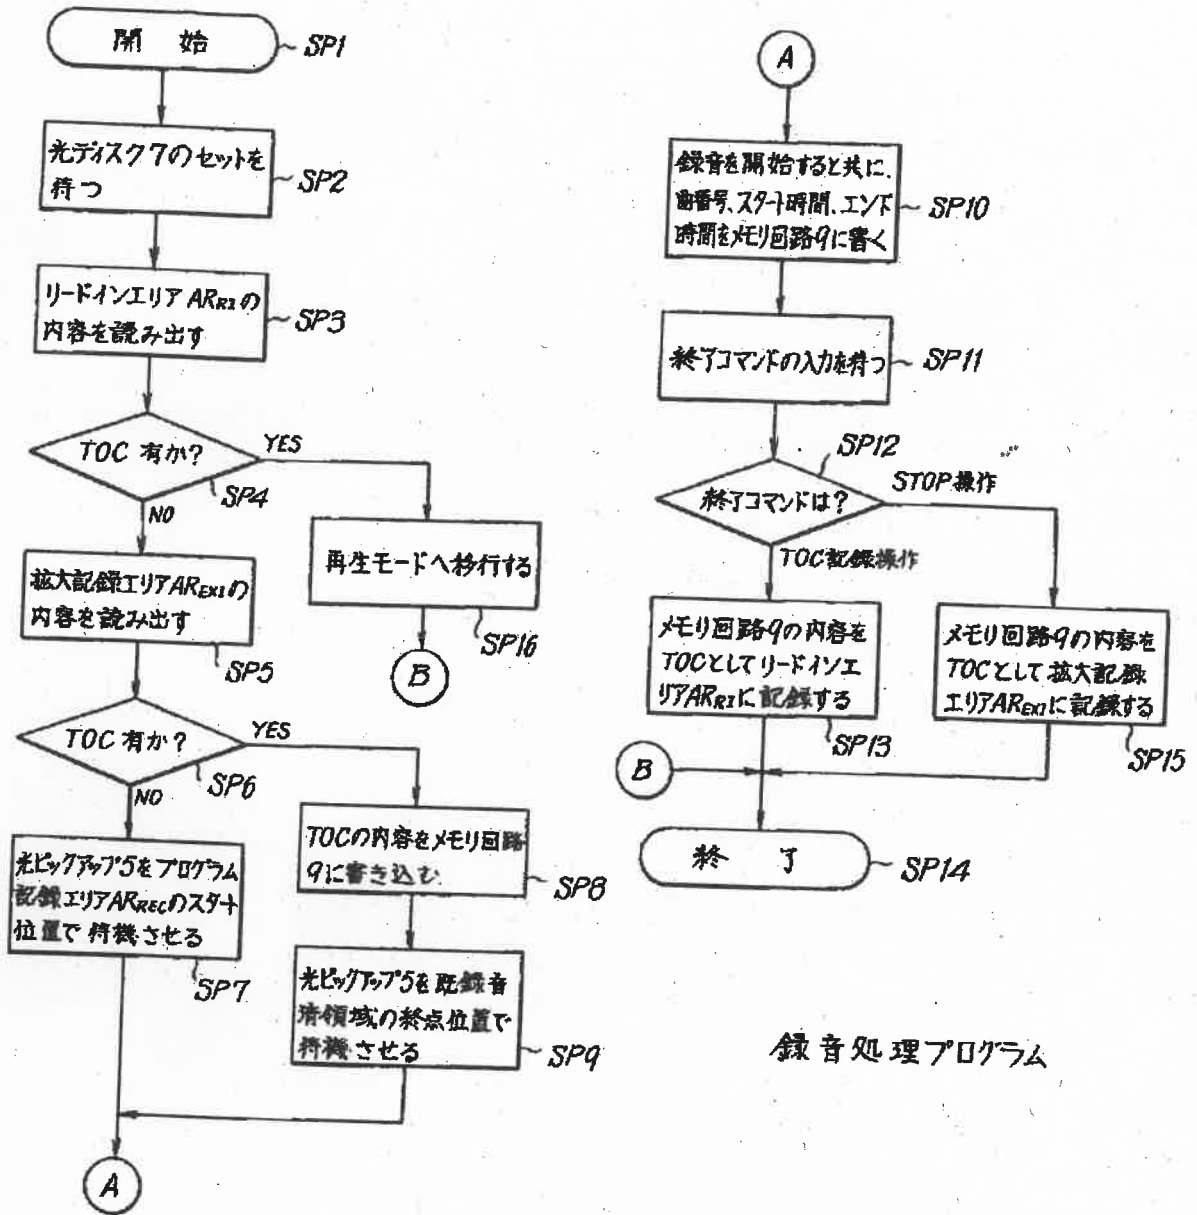 開始
SP1
光ディスク7のセットを
待つ
SP2
リードインエリアAR_RIの
内容を読み出す
SP3
TOC有か?
YES
SP4
NO
再生モードへ移行する
SP16
B
拡大記録エリアAR_EXIの
内容を読み出す
SP5
TOC有か?
YES
SP6
NO
光ピックアップ5をプログラム
記録エリアAR_RECのスタート
位置で待機させる
SP7
TOCの内容をメモリ回路
9に書き込む
SP8
光ピックアップ5を既録音
済領域の終点位置で
待機させる
SP9
A
A
録音を開始すると共に、
曲番号、スタート時間、エンド
時間をメモリ回路9に書く
SP10
終了コマンドの入力を待つ
SP11
SP12
終了コマンドは?
STOP操作
TOC記録操作
メモリ回路9の内容を
TOCとしてリードインエ
リアAR_RIに記録する
SP13
メモリ回路9の内容を
TOCとして拡大記録
エリアAR_EXIに記録する
SP15
B
終了
SP14
録音処理プログラム